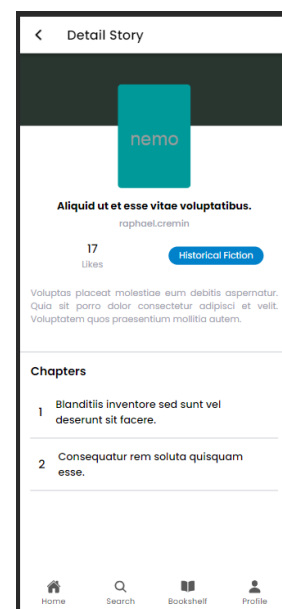 Detail Story
nemo
Aliquid ut et esse vitae voluptatibus.
raphael.cremin
17
Likes
Historical Fiction
Voluptas placeat molestiae eum debitis aspernatur.
Quia sit porro dolor consectetur adipisci et velit.
Voluptatem quos praesentium mollitia autem.
Chapters
1 Blanditiis inventore sed sunt vel
deserunt sit facere.
2 Consequatur rem soluta quisquam
esse.
Home Search Bookshelf Profile